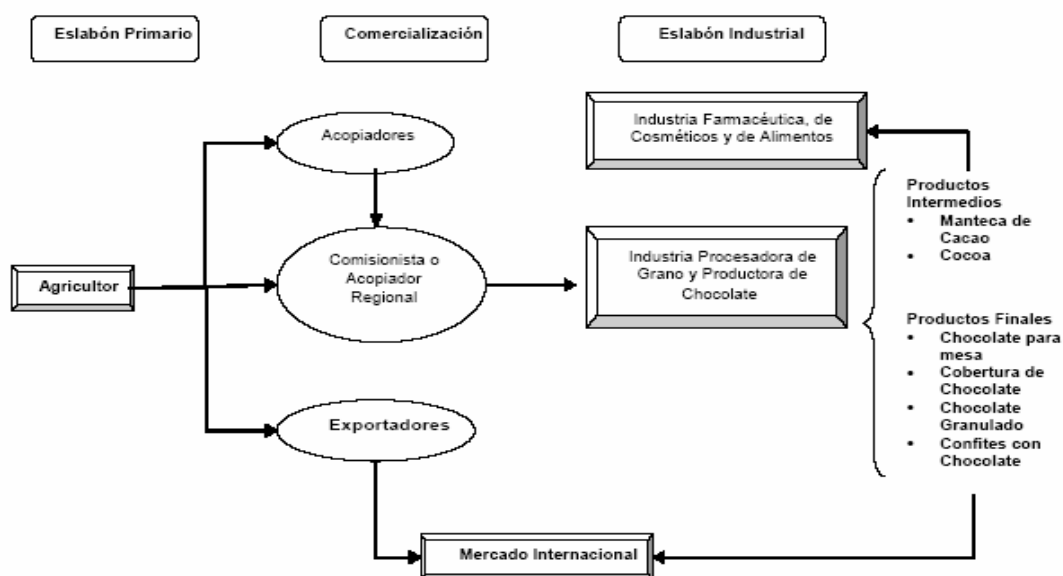 Eslabón Primario
Comercialización
Eslabón Industrial
Acopiadores
Industria Farmacéutica, de
Cosméticos y de Alimentos
Productos
Intermedios
• Manteca de
Cacao
• Cocoa
Agricultor
Comisionista o
Acopiador
Regional
Industria Procesadora de
Grano y Productora de
Chocolate
Productos Finales
• Chocolate para
mesa
• Cobertura de
Chocolate
• Chocolate
Granulado
• Confites con
Chocolate
Exportadores
Mercado Internacional